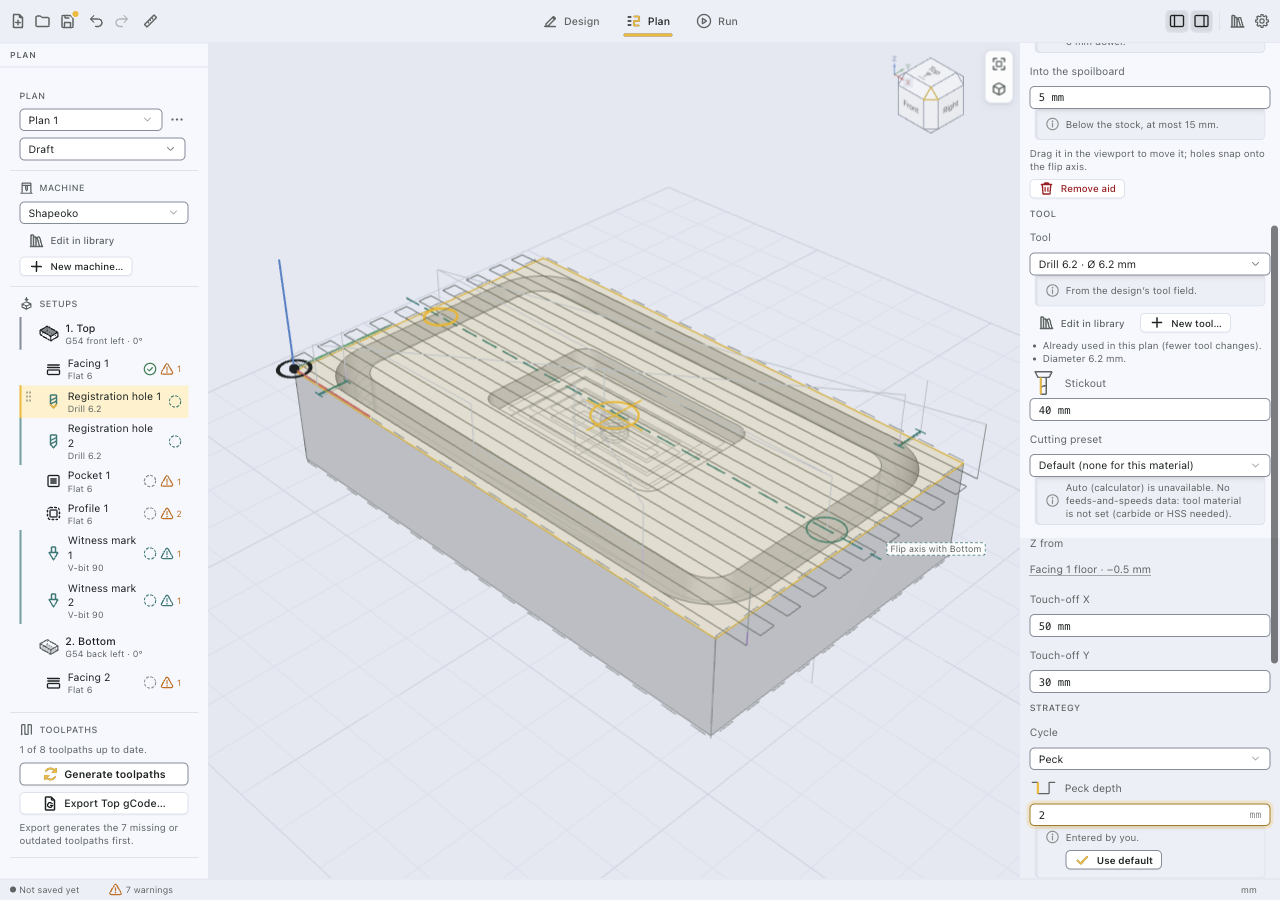 Design
Plan
Run
PLAN
PLAN
Plan 1
Draft
MACHINE
Shapeoko
Edit in library
New machine...
SETUPS
1. Top
G54 front left · 0°
Facing 1
Flat 6
1
Registration hole 1
Drill 6.2
Registration hole
2
Drill 6.2
Pocket 1
Flat 6
1
Profile 1
Flat 6
2
Witness mark
1
V-bit 90
1
Witness mark
2
V-bit 90
1
2. Bottom
G54 back left · 0°
Facing 2
Flat 6
1
TOOLPATHS
1 of 8 toolpaths up to date.
Generate toolpaths
Export Top gCode...
Export generates the 7 missing or
outdated toolpaths first.
Not saved yet
7 warnings
Front
Right
Flip axis with Bottom
Into the spoilboard
5 mm
Below the stock, at most 15 mm.
Drag it in the viewport to move it; holes snap onto
the flip axis.
Remove aid
TOOL
Tool
Drill 6.2 · Ø 6.2 mm
From the design's tool field.
Edit in library
New tool...
• Already used in this plan (fewer tool changes).
• Diameter 6.2 mm.
Stickout
40 mm
Cutting preset
Default (none for this material)
Auto (calculator) is unavailable. No
feeds-and-speeds data: tool material
is not set (carbide or HSS needed).
Z from
Facing 1 floor · −0.5 mm
Touch-off X
50 mm
Touch-off Y
30 mm
STRATEGY
Cycle
Peck
Peck depth
2 mm
Entered by you.
Use default
mm